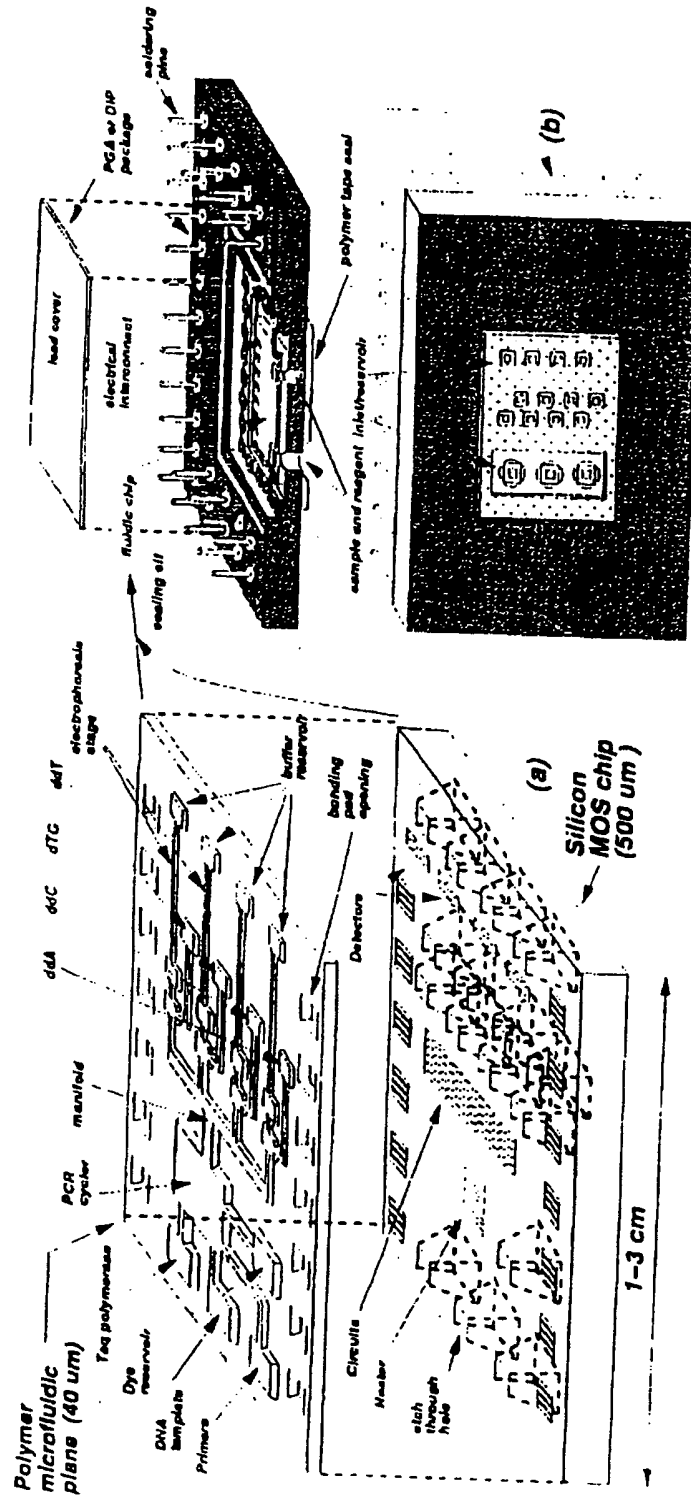 Polymer
microfluidic
plane (40 um)
Taq polymerase
Dye
reservoir
DNA
template
Primers
PCR
cycler
manifold
ddA
ddC
dTG
ddT
electrophoresis
stage
buffer
reservoir
bonding
pad
opening
Circuits
Heater
etch
through
hole
Detectors
(a)
Silicon
MOS chip
(500 um)
1-3 cm
sealing oil
fluidic chip
electrical
interconnect
head cover
PGA or DIP
package
soldering
pins
polymer tape seal
sample and reagent inlet/reservoir
(b)